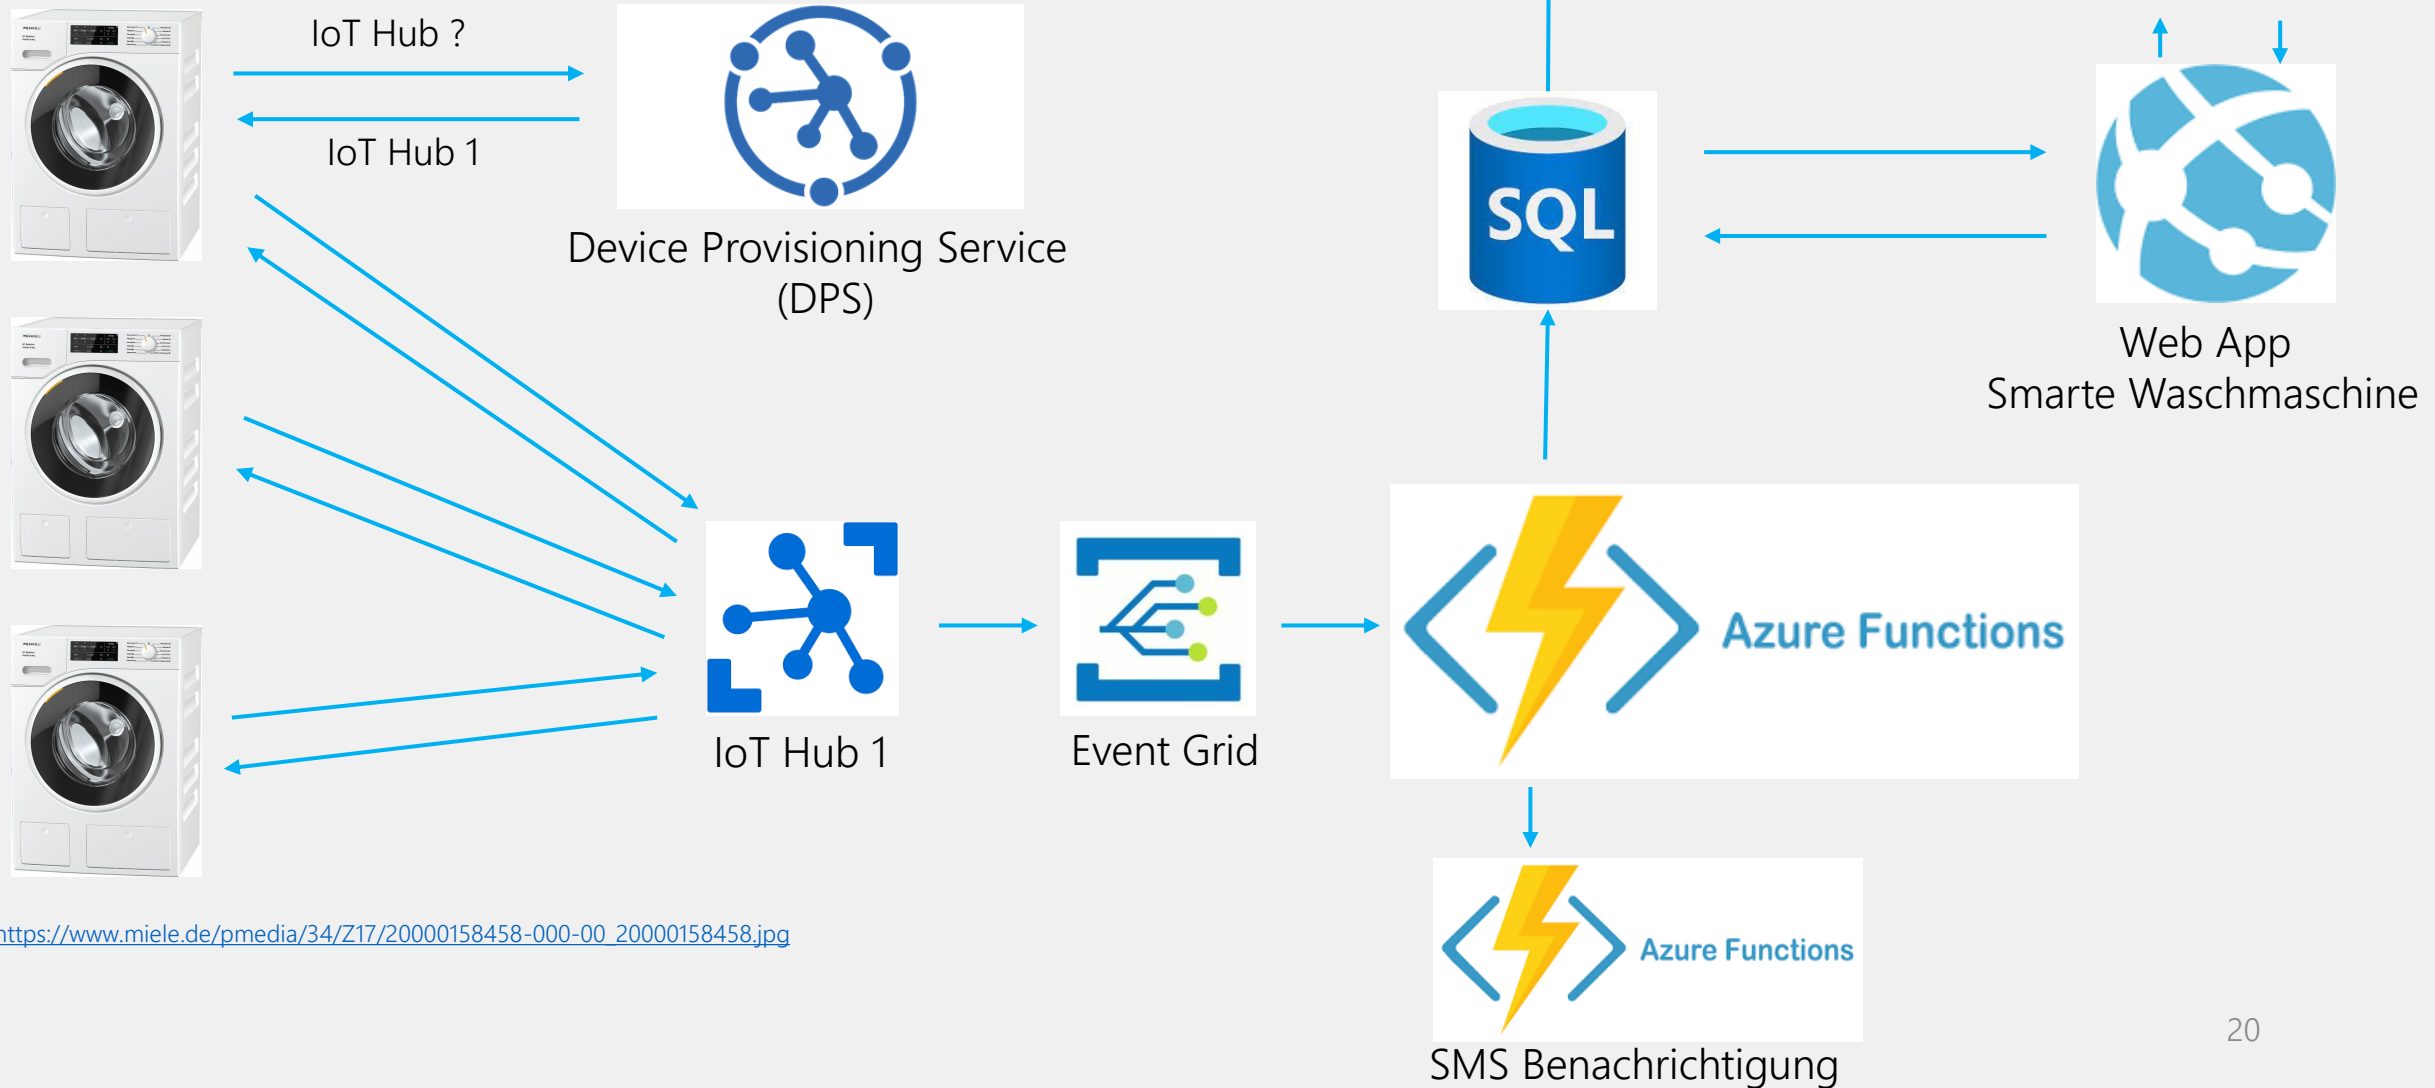 IoT Hub ?
IoT Hub 1
Device Provisioning Service
(DPS)
SQL
Web App
Smarte Waschmaschine
IoT Hub 1
Event Grid
Azure Functions
Azure Functions
SMS Benachrichtigung
https://www.miele.de/pmedia/34/Z17/20000158458-000-00_20000158458.jpg
20